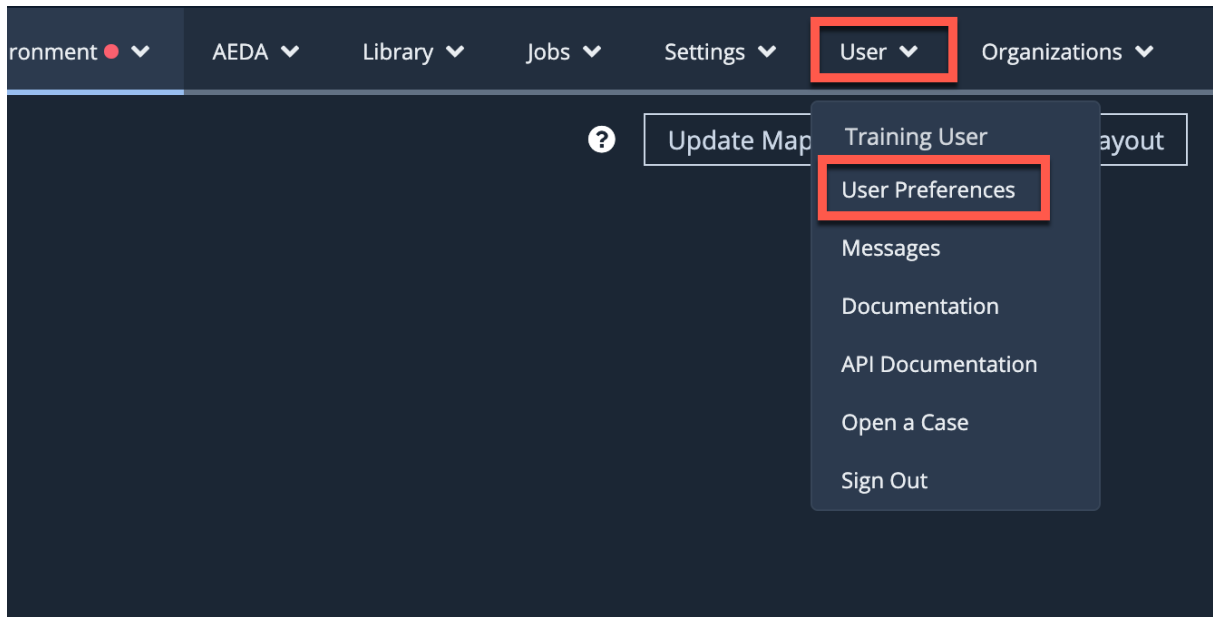 ronment AEDA Library Jobs Settings User Organizations
? Update Map ayout
Training User
User Preferences
Messages
Documentation
API Documentation
Open a Case
Sign Out